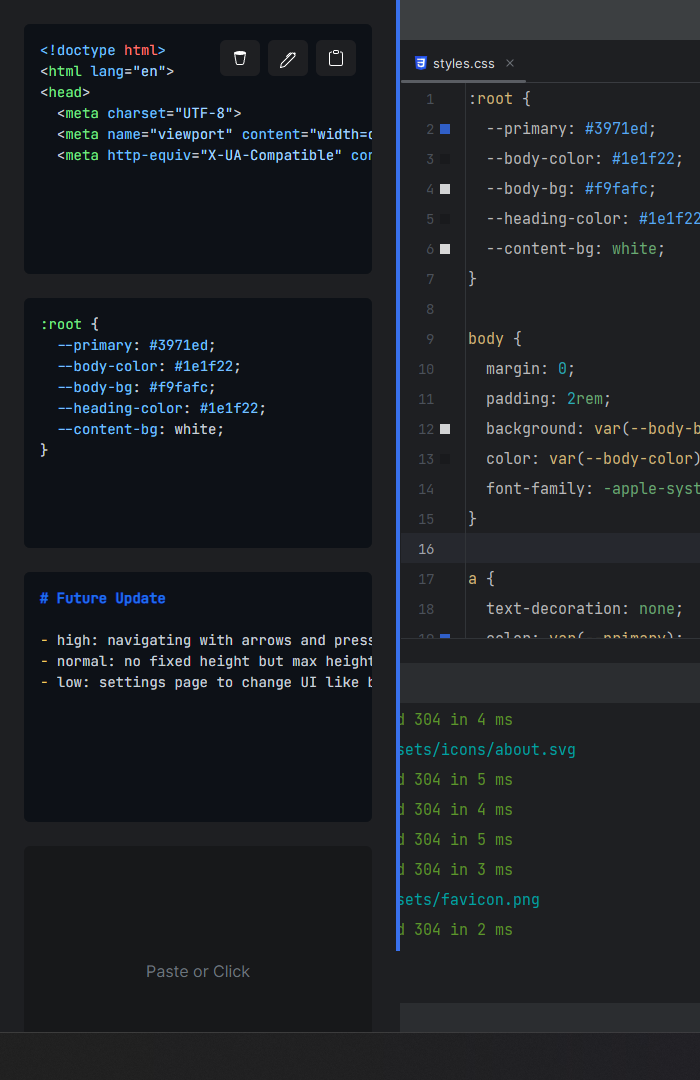 <!doctype html>
<html lang="en">
<head>
  <meta charset="UTF-8">
  <meta name="viewport" content="width=
  <meta http-equiv="X-UA-Compatible"
:root {
  --primary: #3971ed;
  --body-color: #1e1f22;
  --body-bg: #f9fafc;
  --heading-color: #1e1f22;
  --content-bg: white;
}
# Future Update
- high: navigating with arrows and press
- normal: no fixed height but max height
- low: settings page to change UI like
Paste or Click
styles.css
1 :root {
2   --primary: #3971ed;
3   --body-color: #1e1f22;
4   --body-bg: #f9fafc;
5   --heading-color: #1e1f22
6   --content-bg: white;
7 }
8
9 body {
10   margin: 0;
11   padding: 2rem;
12   background: var(--body-b
13   color: var(--body-color)
14   font-family: -apple-syst
15 }
16
17 a {
18   text-decoration: none;
19   color: var(--primary);
d 304 in 4 ms
sets/icons/about.svg
d 304 in 5 ms
d 304 in 4 ms
d 304 in 5 ms
d 304 in 3 ms
sets/favicon.png
d 304 in 2 ms